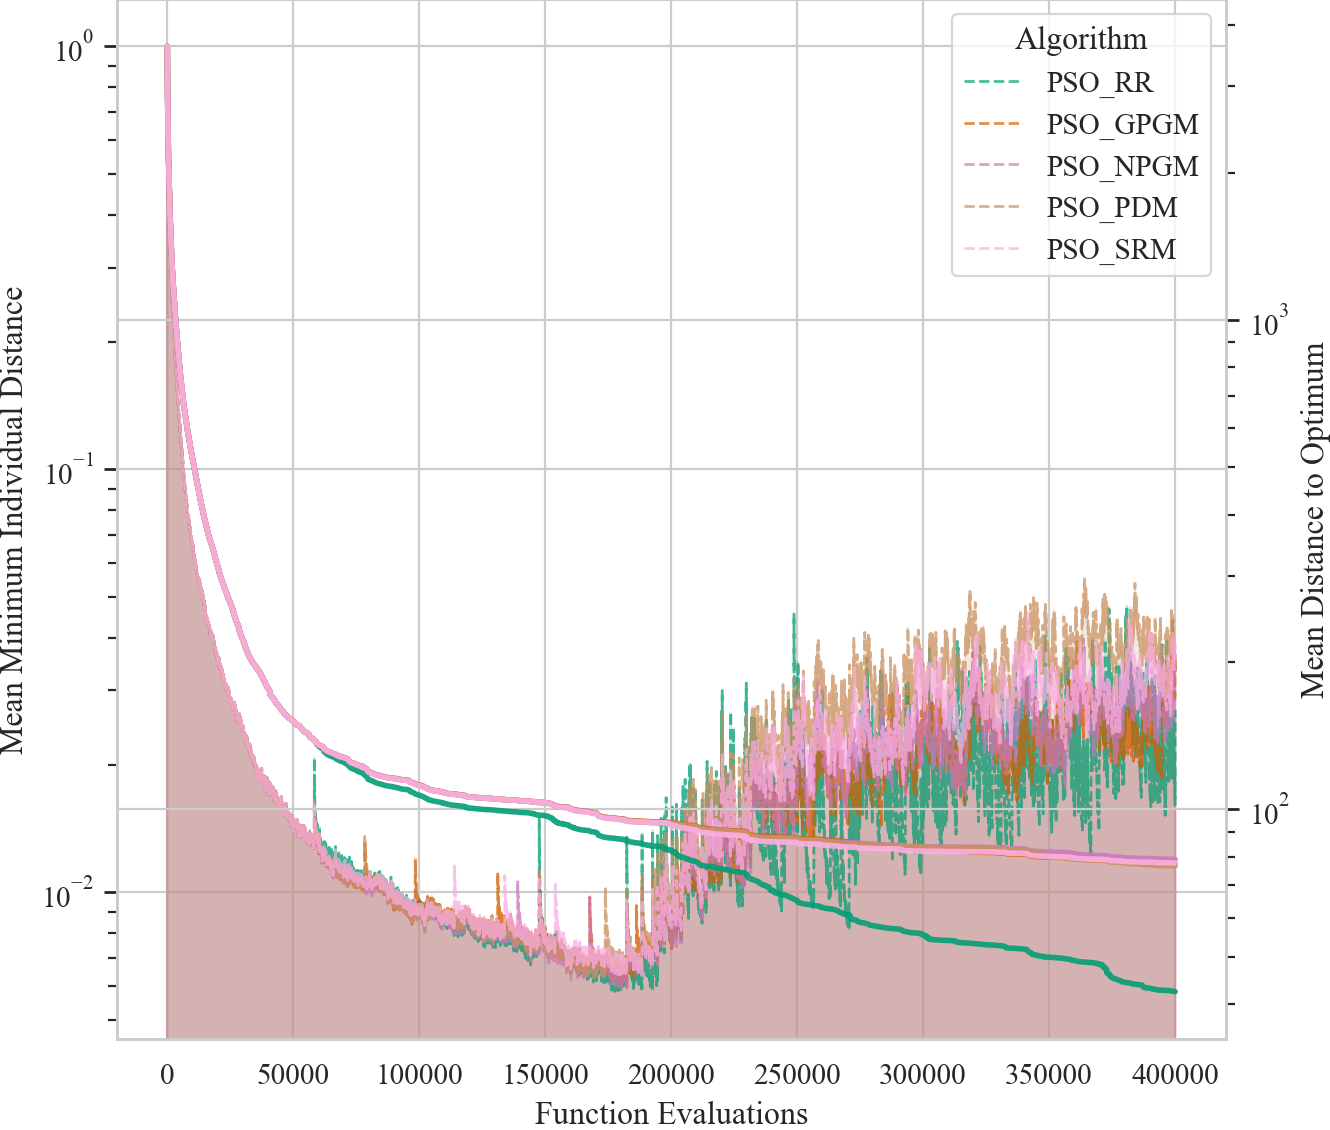 Algorithm
PSO_RR
PSO_GPGM
PSO_NPGM
PSO_PDM
PSO_SRM
10^0
10^−1
10^−2
Mean Minimum Individual Distance
10^3
10^2
Mean Distance to Optimum
0 50000 100000 150000 200000 250000 300000 350000 400000
Function Evaluations